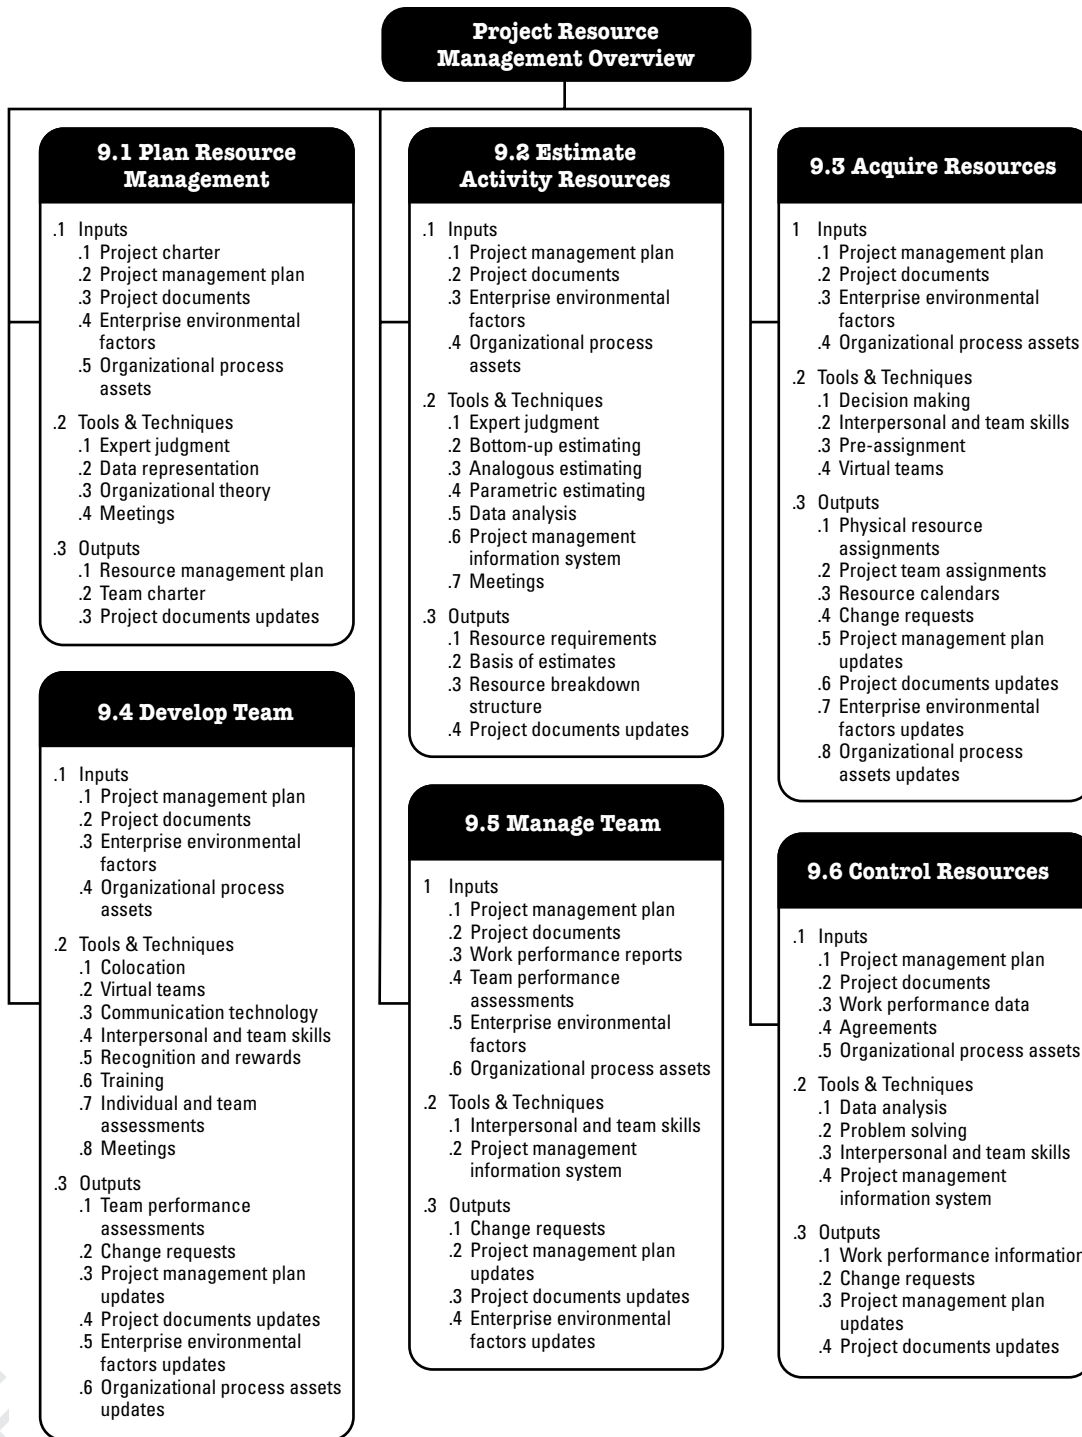 Project Resource
Management Overview
9.1 Plan Resource
Management
.1 Inputs
.1 Project charter
.2 Project management plan
.3 Project documents
.4 Enterprise environmental
factors
.5 Organizational process
assets
.2 Tools & Techniques
.1 Expert judgment
.2 Data representation
.3 Organizational theory
.4 Meetings
.3 Outputs
.1 Resource management plan
.2 Team charter
.3 Project documents updates
9.2 Estimate
Activity Resources
.1 Inputs
.1 Project management plan
.2 Project documents
.3 Enterprise environmental
factors
.4 Organizational process
assets
.2 Tools & Techniques
.1 Expert judgment
.2 Bottom-up estimating
.3 Analogous estimating
.4 Parametric estimating
.5 Data analysis
.6 Project management
information system
.7 Meetings
.3 Outputs
.1 Resource requirements
.2 Basis of estimates
.3 Resource breakdown
structure
.4 Project documents updates
9.3 Acquire Resources
1 Inputs
.1 Project management plan
.2 Project documents
.3 Enterprise environmental
factors
.4 Organizational process assets
.2 Tools & Techniques
.1 Decision making
.2 Interpersonal and team skills
.3 Pre-assignment
.4 Virtual teams
.3 Outputs
.1 Physical resource
assignments
.2 Project team assignments
.3 Resource calendars
.4 Change requests
.5 Project management plan
updates
.6 Project documents updates
.7 Enterprise environmental
factors updates
.8 Organizational process
assets updates
9.4 Develop Team
.1 Inputs
.1 Project management plan
.2 Project documents
.3 Enterprise environmental
factors
.4 Organizational process
assets
.2 Tools & Techniques
.1 Colocation
.2 Virtual teams
.3 Communication technology
.4 Interpersonal and team skills
.5 Recognition and rewards
.6 Training
.7 Individual and team
assessments
.8 Meetings
.3 Outputs
.1 Team performance
assessments
.2 Change requests
.3 Project management plan
updates
.4 Project documents updates
.5 Enterprise environmental
factors updates
.6 Organizational process assets
updates
9.5 Manage Team
1 Inputs
.1 Project management plan
.2 Project documents
.3 Work performance reports
.4 Team performance
assessments
.5 Enterprise environmental
factors
.6 Organizational process assets
.2 Tools & Techniques
.1 Interpersonal and team skills
.2 Project management
information system
.3 Outputs
.1 Change requests
.2 Project management plan
updates
.3 Project documents updates
.4 Enterprise environmental
factors updates
9.6 Control Resources
.1 Inputs
.1 Project management plan
.2 Project documents
.3 Work performance data
.4 Agreements
.5 Organizational process assets
.2 Tools & Techniques
.1 Data analysis
.2 Problem solving
.3 Interpersonal and team skills
.4 Project management
information system
.3 Outputs
.1 Work performance information
.2 Change requests
.3 Project management plan
updates
.4 Project documents updates